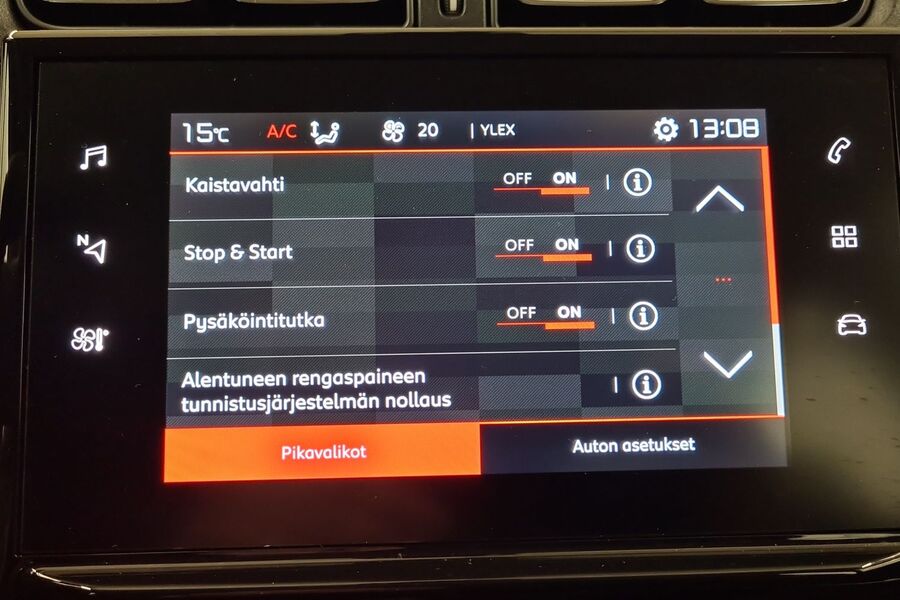 15°C A/C 20 | YLEX 13:08
Kaistavahti OFF ON
Stop & Start OFF ON
Pysäköintitutka OFF ON
Alentuneen rengaspaineen
tunnistusjärjestelmän nollaus
Pikavalikot Auton asetukset
N